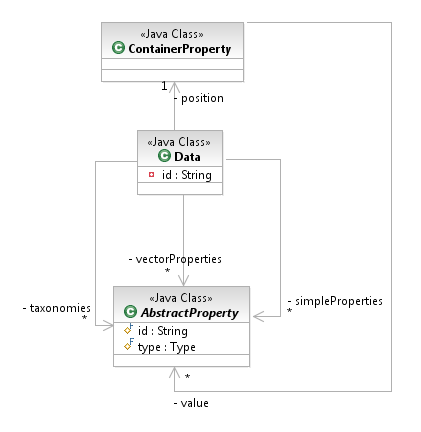 «Java Class»
C ContainerProperty
1
- position
«Java Class»
C Data
id : String
- vectorProperties
*
«Java Class»
C AbstractProperty
F id : String
F type : Type
- taxonomies
*
- simpleProperties
*
*
- value